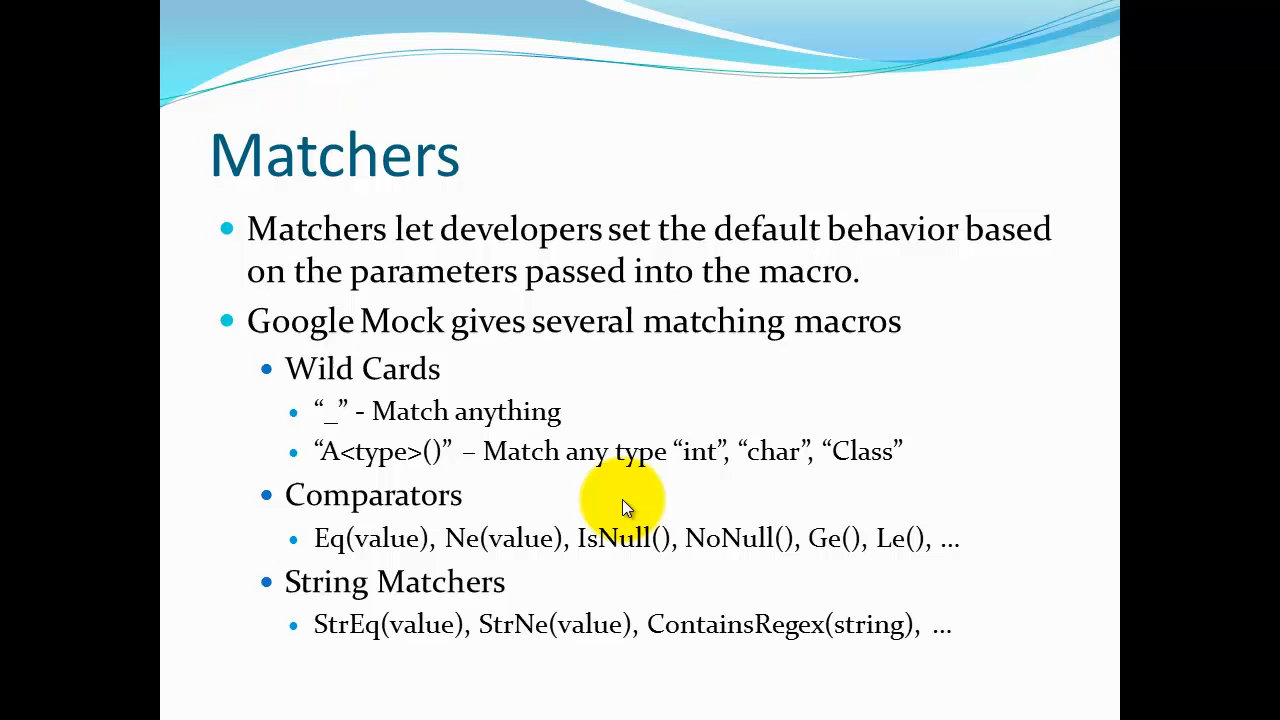 Matchers
Matchers let developers set the default behavior based
on the parameters passed into the macro.
Google Mock gives several matching macros
Wild Cards
“_” - Match anything
“A<type>()” – Match any type “int”, “char”, “Class”
Comparators
Eq(value), Ne(value), IsNull(), NoNull(), Ge(), Le(), ...
String Matchers
StrEq(value), StrNe(value), ContainsRegex(string), ...